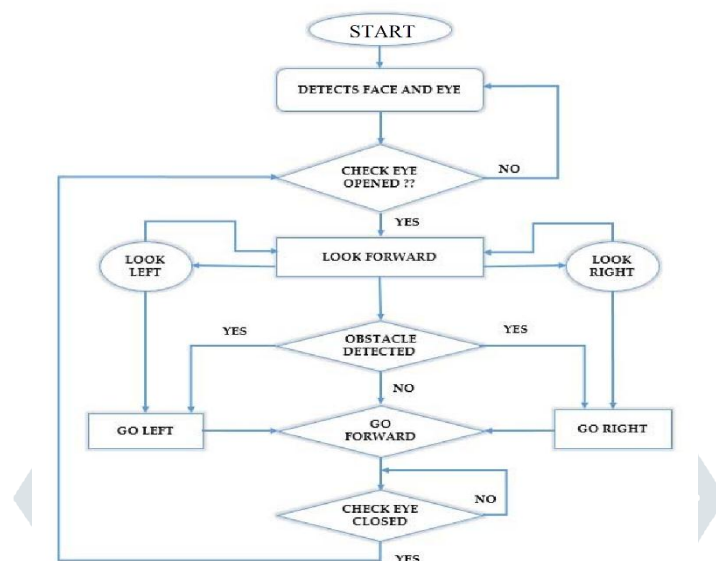 START
DETECTS FACE AND EYE
CHECK EYE
OPENED ??
NO
YES
LOOK
LEFT
LOOK FORWARD
LOOK
RIGHT
YES
OBSTACLE
DETECTED
YES
NO
GO LEFT
GO
FORWARD
GO RIGHT
NO
CHECK EYE
CLOSED
YES